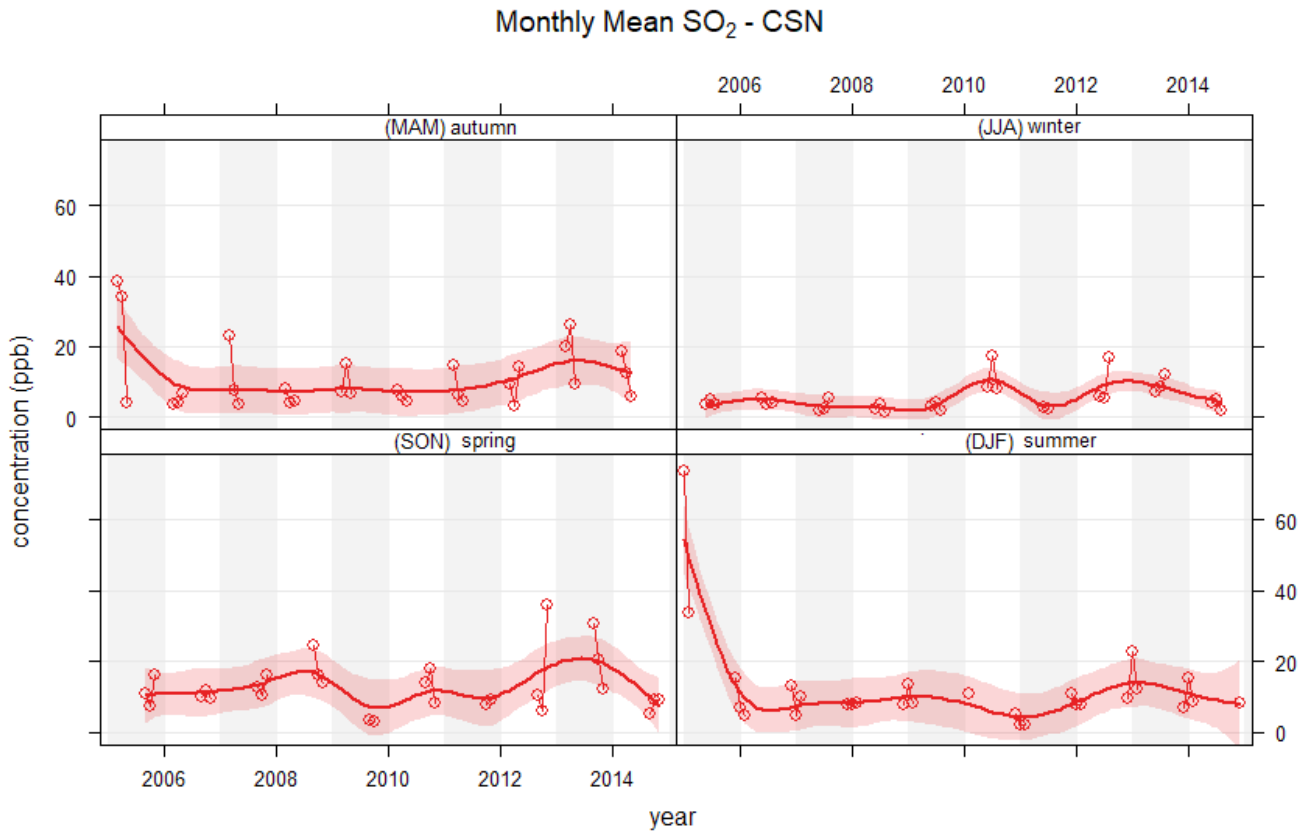 Monthly Mean SO₂ - CSN
2006 2008 2010 2012 2014
(MAM) autumn
(JJA) winter
60
40
20
0
(SON) spring
(DJF) summer
60
40
20
0
concentration (ppb)
2006 2008 2010 2012 2014
year